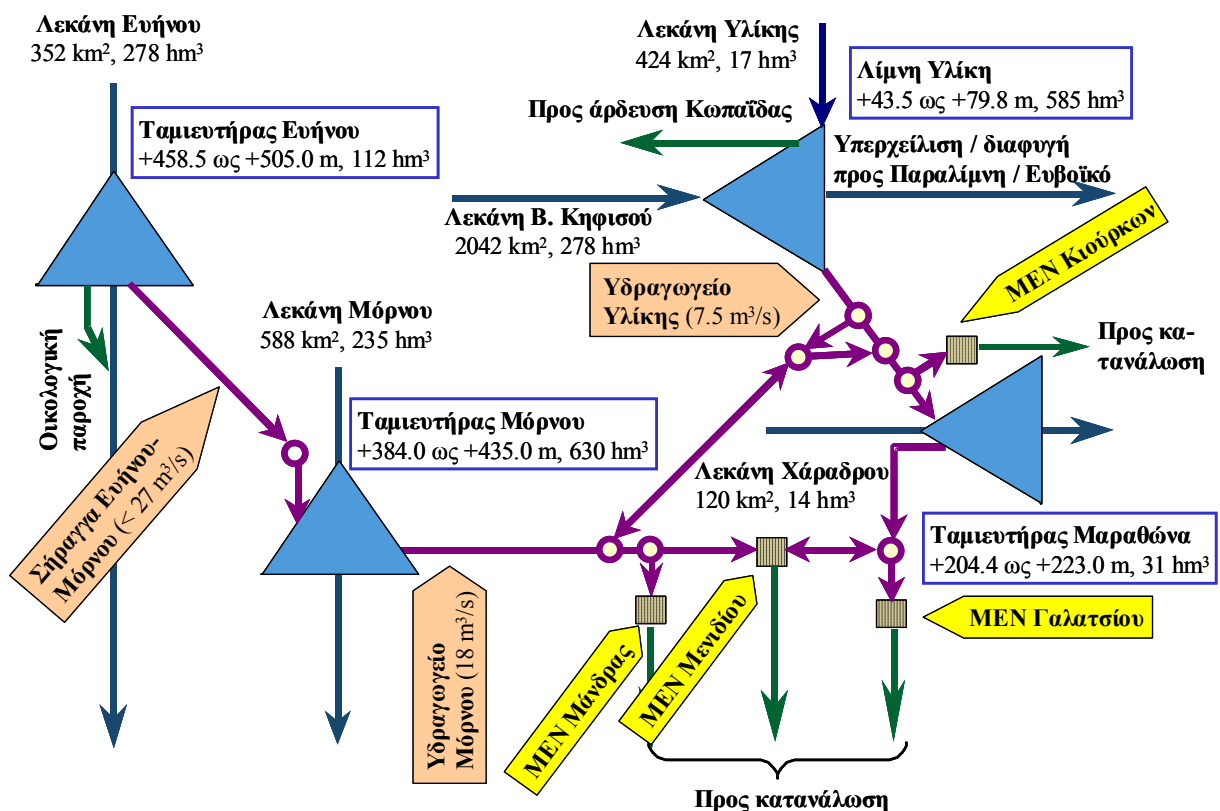 Λεκάνη Ευήνου
352 km², 278 hm³
Ταμιευτήρας Ευήνου
+458.5 ως +505.0 m, 112 hm³
Οικολογική
παροχή
Σήραγγα Ευήνου-
Μόρνου (< 27 m³/s)
Λεκάνη Μόρνου
588 km², 235 hm³
Ταμιευτήρας Μόρνου
+384.0 ως +435.0 m, 630 hm³
Υδραγωγείο
Μόρνου (18 m³/s)
Λεκάνη Υλίκης
424 km², 17 hm³
Λίμνη Υλίκη
+43.5 ως +79.8 m, 585 hm³
Προς άρδευση Κωπαΐδας
Υπερχείλιση / διαφυγή
προς Παραλίμνη / Ευβοϊκό
Λεκάνη Β. Κηφισού
2042 km², 278 hm³
Υδραγωγείο
Υλίκης (7.5 m³/s)
ΜΕΝ Κιούρκων
Προς κα-
τανάλωση
Λεκάνη Χάραδρου
120 km², 14 hm³
Ταμιευτήρας Μαραθώνα
+204.4 ως +223.0 m, 31 hm³
ΜΕΝ Μάνδρας
ΜΕΝ Μενιδίου
ΜΕΝ Γαλατσίου
Προς κατανάλωση